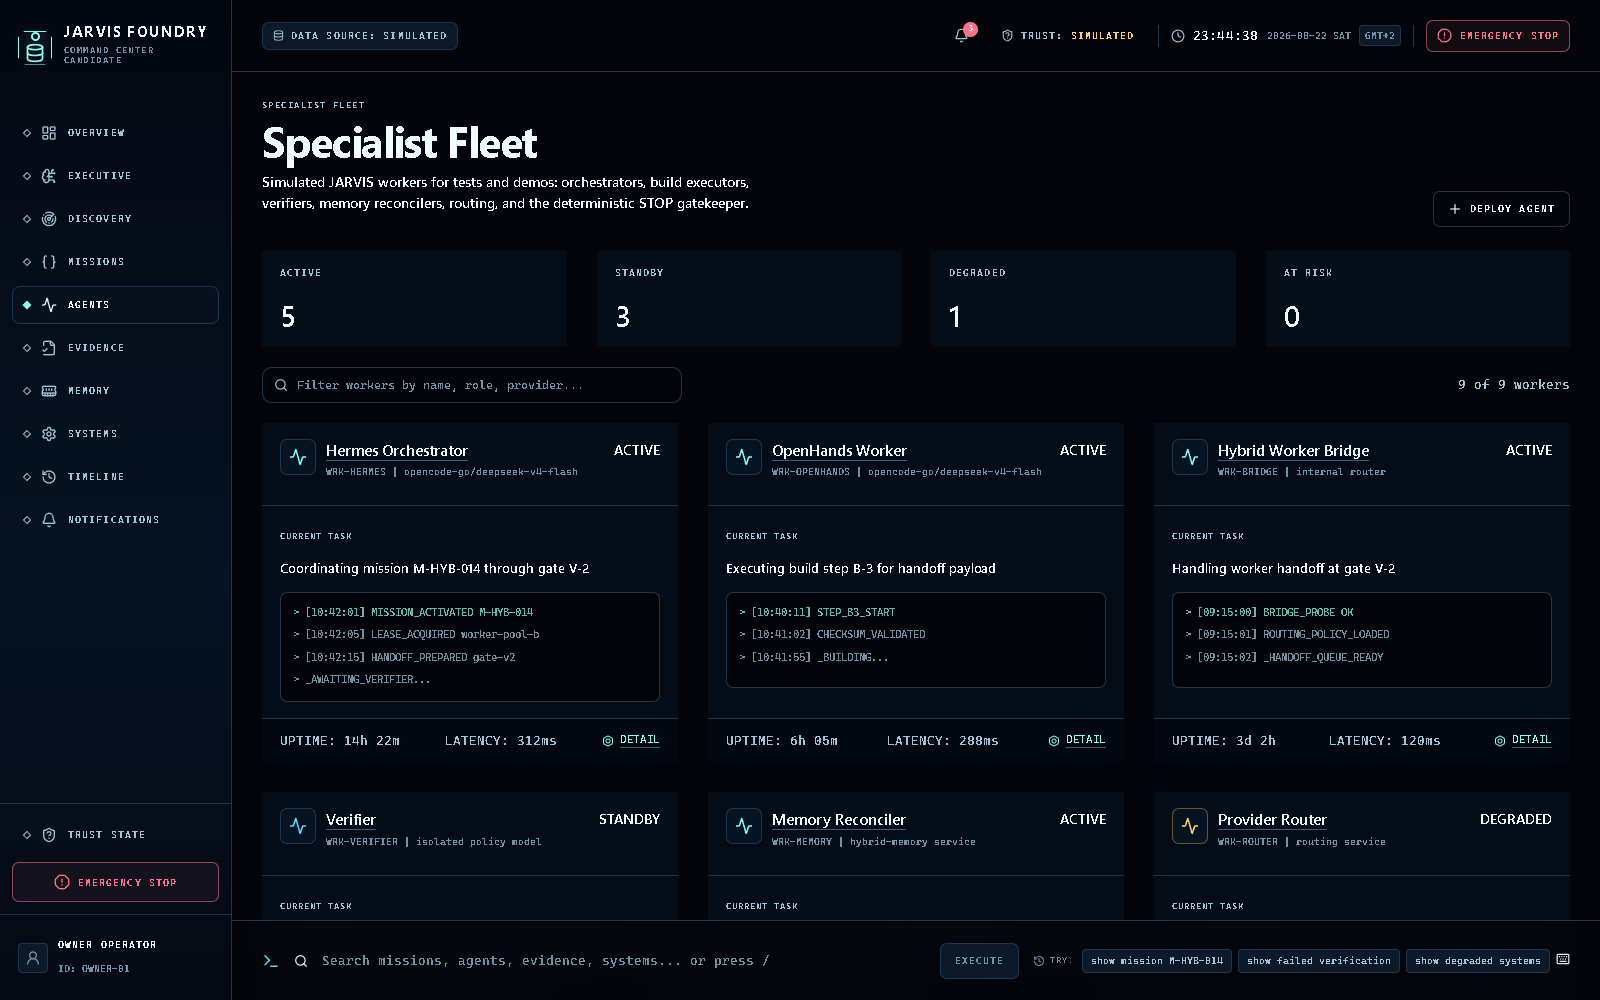 JARVIS FOUNDRY
COMMAND CENTER
CANDIDATE
OVERVIEW
EXECUTIVE
DISCOVERY
MISSIONS
AGENTS
EVIDENCE
MEMORY
SYSTEMS
TIMELINE
NOTIFICATIONS
TRUST STATE
EMERGENCY STOP
OWNER OPERATOR
ID: OWNER-01
DATA SOURCE: SIMULATED
3
TRUST: SIMULATED
23:44:38 2026-08-22 SAT GMT+2
EMERGENCY STOP
SPECIALIST FLEET
Specialist Fleet
Simulated JARVIS workers for tests and demos: orchestrators, build executors,
verifiers, memory reconcilers, routing, and the deterministic STOP gatekeeper.
DEPLOY AGENT
ACTIVE
5
STANDBY
3
DEGRADED
1
AT RISK
0
Filter workers by name, role, provider...
9 of 9 workers
Hermes Orchestrator
ACTIVE
WRK-HERMES | opencode-go/deepseek-v4-flash
CURRENT TASK
Coordinating mission M-HYB-014 through gate V-2
> [10:42:01] MISSION_ACTIVATED M-HYB-014
> [10:42:05] LEASE_ACQUIRED worker-pool-b
> [10:42:15] HANDOFF_PREPARED gate-v2
> _AWAITING_VERIFIER...
UPTIME: 14h 22m LATENCY: 312ms DETAIL
OpenHands Worker
ACTIVE
WRK-OPENHANDS | opencode-go/deepseek-v4-flash
CURRENT TASK
Executing build step B-3 for handoff payload
> [10:40:11] STEP_B3_START
> [10:41:02] CHECKSUM_VALIDATED
> [10:41:55] _BUILDING...
UPTIME: 6h 05m LATENCY: 288ms DETAIL
Hybrid Worker Bridge
ACTIVE
WRK-BRIDGE | internal router
CURRENT TASK
Handling worker handoff at gate V-2
> [09:15:00] BRIDGE_PROBE OK
> [09:15:01] ROUTING_POLICY_LOADED
> [09:15:02] _HANDOFF_QUEUE_READY
UPTIME: 3d 2h LATENCY: 120ms DETAIL
Verifier
STANDBY
WRK-VERIFIER | isolated policy model
CURRENT TASK
Memory Reconciler
ACTIVE
WRK-MEMORY | hybrid-memory service
CURRENT TASK
Provider Router
DEGRADED
WRK-ROUTER | routing service
CURRENT TASK
Search missions, agents, evidence, systems... or press /
EXECUTE
TRY:
show mission M-HYB-014
show failed verification
show degraded systems